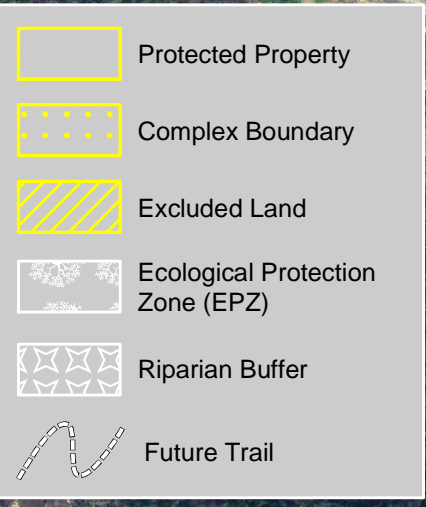 Protected Property
Complex Boundary
Excluded Land
Ecological Protection
Zone (EPZ)
Riparian Buffer
Future Trail